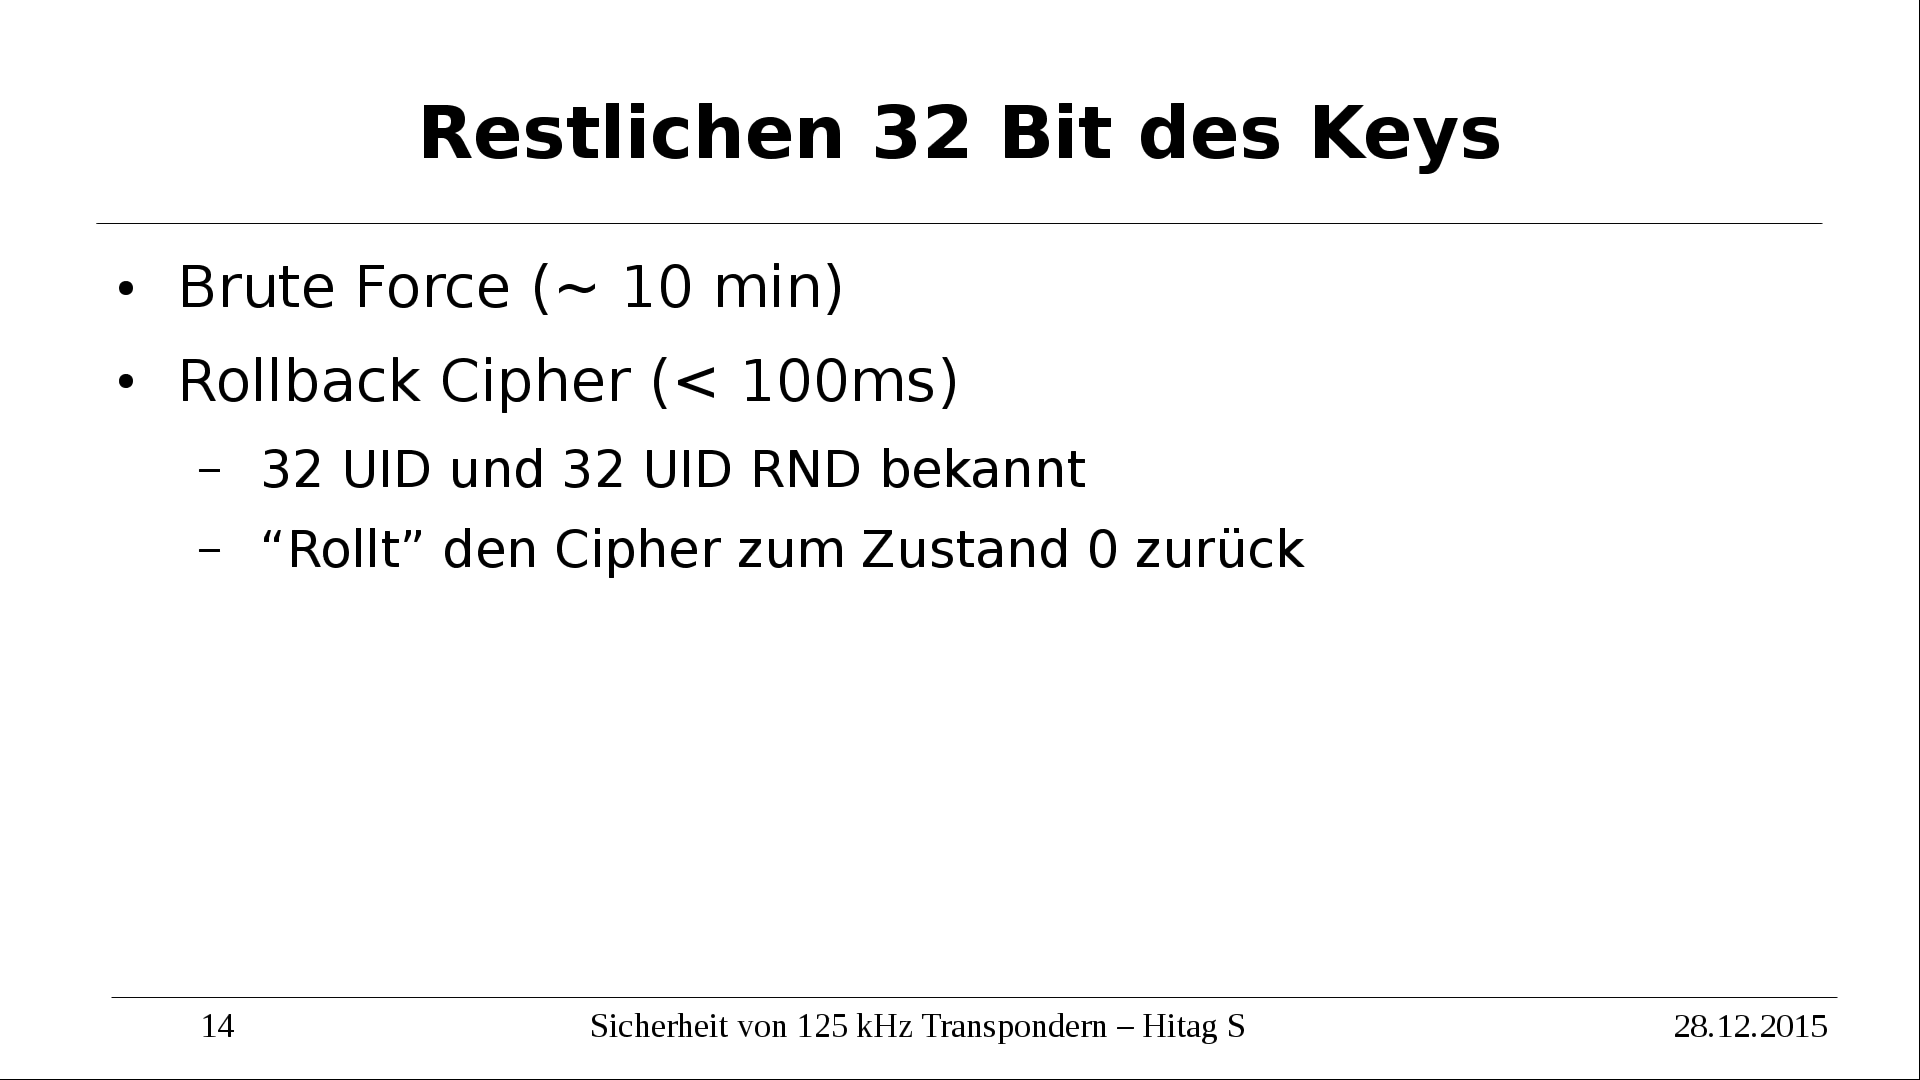 Restlichen 32 Bit des Keys
• Brute Force (~ 10 min)
• Rollback Cipher (< 100ms)
– 32 UID und 32 UID RND bekannt
– “Rollt” den Cipher zum Zustand 0 zurück
14 Sicherheit von 125 kHz Transpondern – Hitag S 28.12.2015